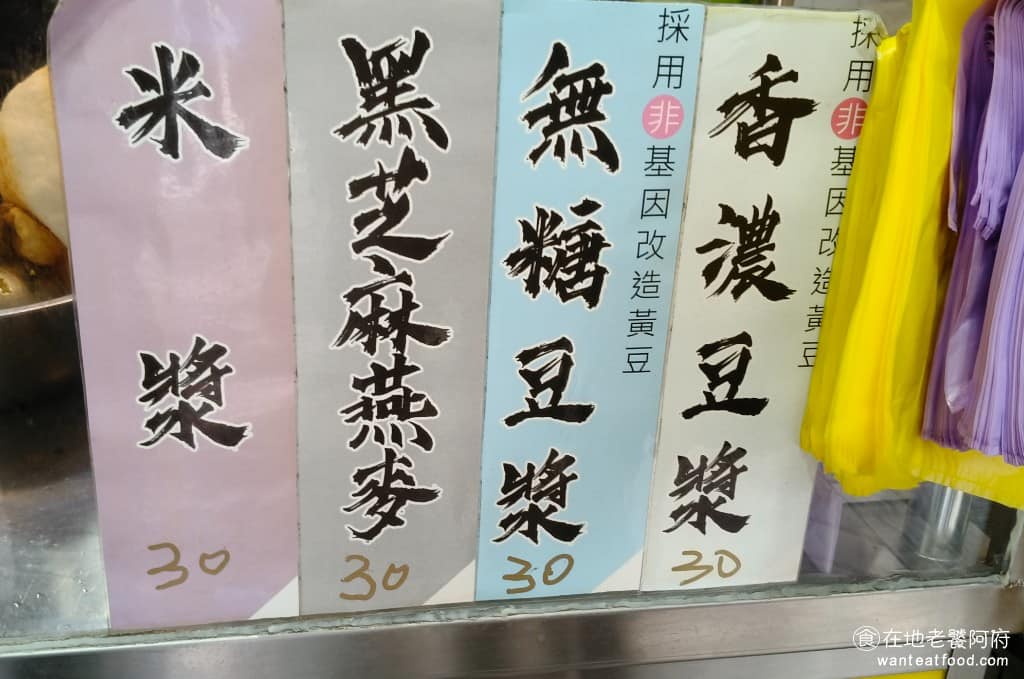 採用非基因改造黃豆
香濃豆漿
30
採用非基因改造黃豆
無糖豆漿
30
黑芝麻燕麥
30
米漿
30
食在地老饕阿府
wanteatfood.com